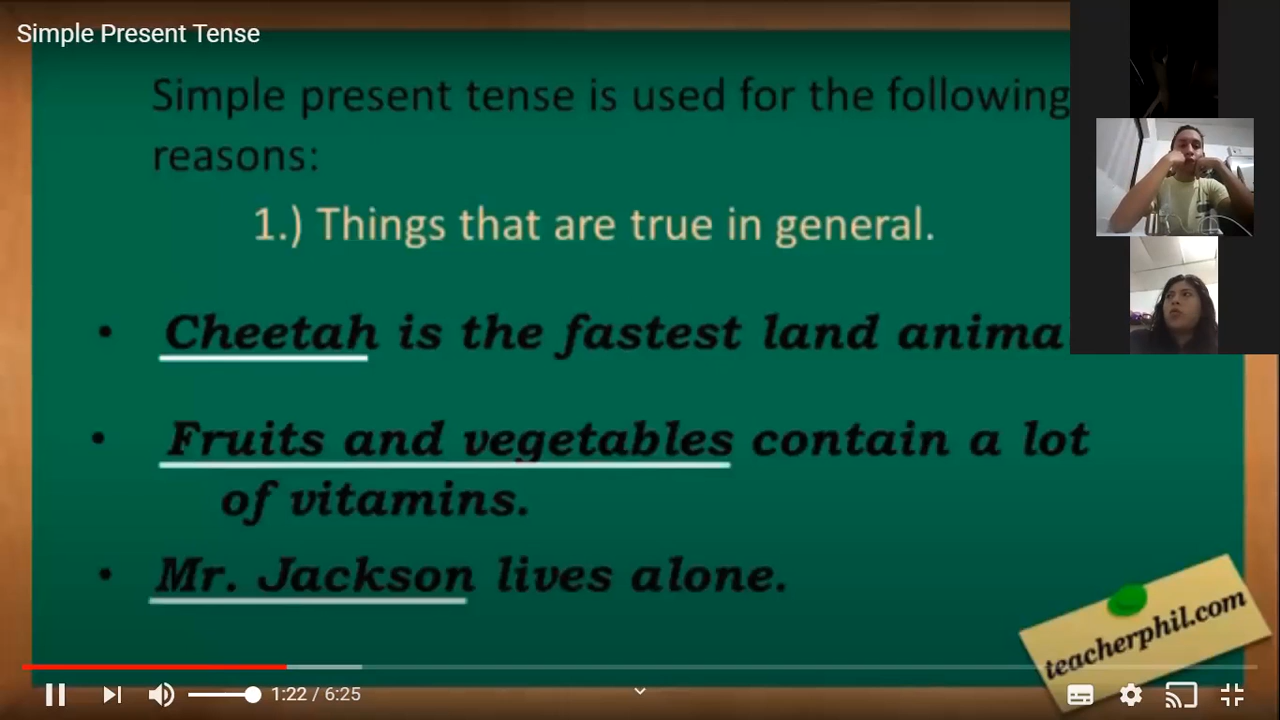 Simple Present Tense
Simple present tense is used for the following
reasons:
1.) Things that are true in general.
• Cheetah is the fastest land anima
• Fruits and vegetables contain a lot
of vitamins.
• Mr. Jackson lives alone.
teacherphil.com
1:22 / 6:25